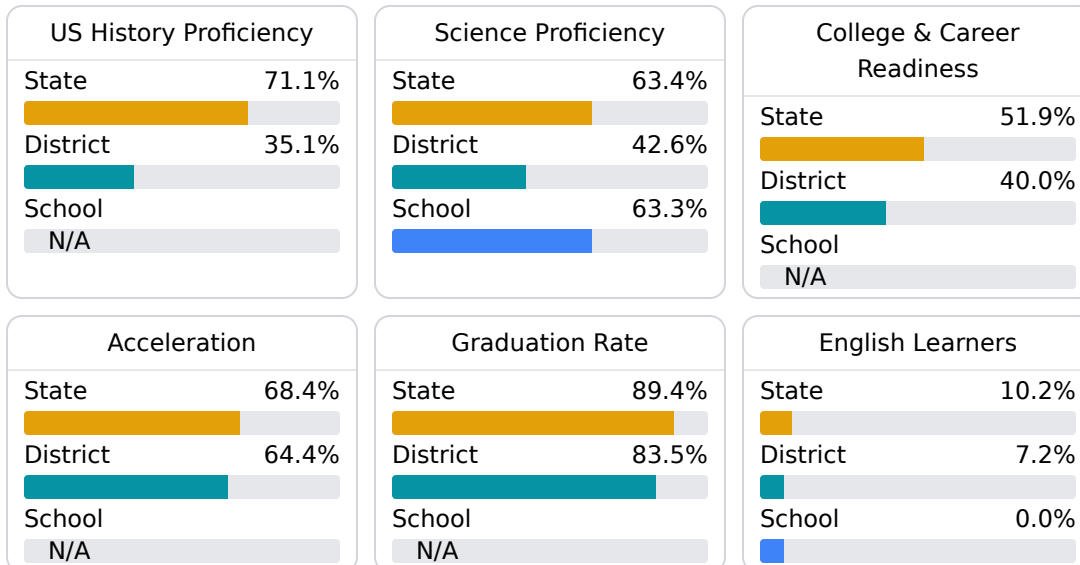 US History Proficiency
State 71.1%
District 35.1%
School
N/A
Science Proficiency
State 63.4%
District 42.6%
School 63.3%
College & Career
Readiness
State 51.9%
District 40.0%
School
N/A
Acceleration
State 68.4%
District 64.4%
School
N/A
Graduation Rate
State 89.4%
District 83.5%
School
N/A
English Learners
State 10.2%
District 7.2%
School 0.0%